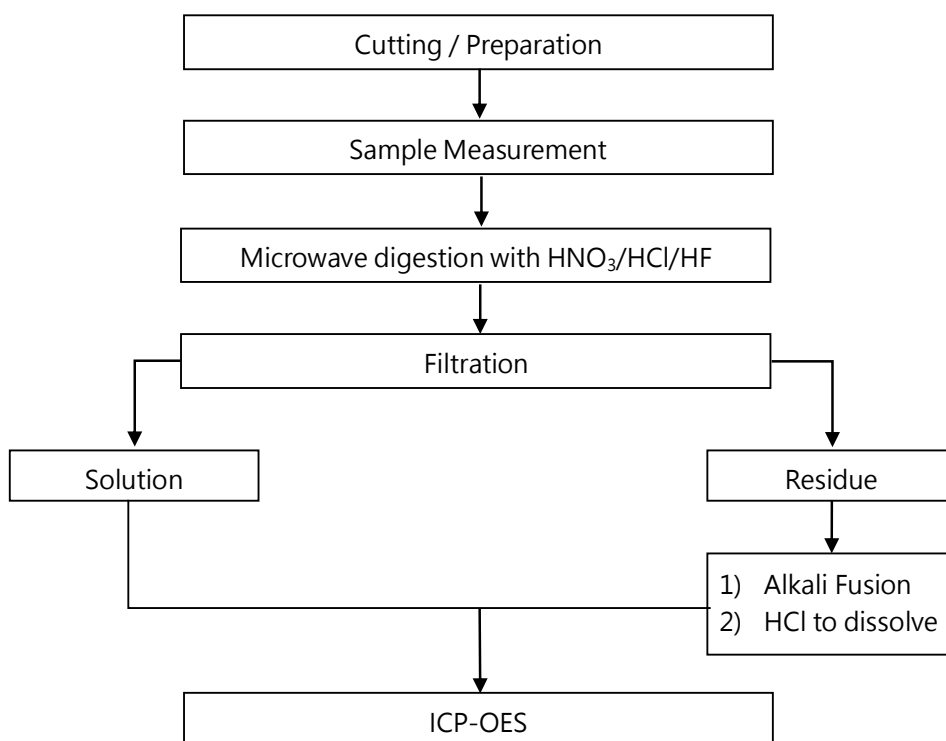 Cutting / Preparation
Sample Measurement
Microwave digestion with HNO₃/HCl/HF
Filtration
Solution
Residue
1) Alkali Fusion
2) HCl to dissolve
ICP-OES